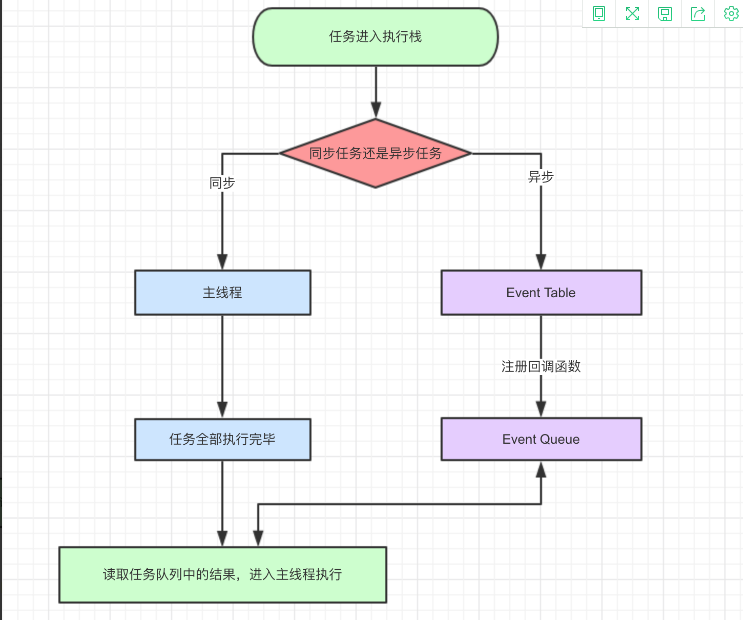 任务进入执行栈
同步任务还是异步任务
同步
异步
主线程
Event Table
注册回调函数
任务全部执行完毕
Event Queue
读取任务队列中的结果，进入主线程执行